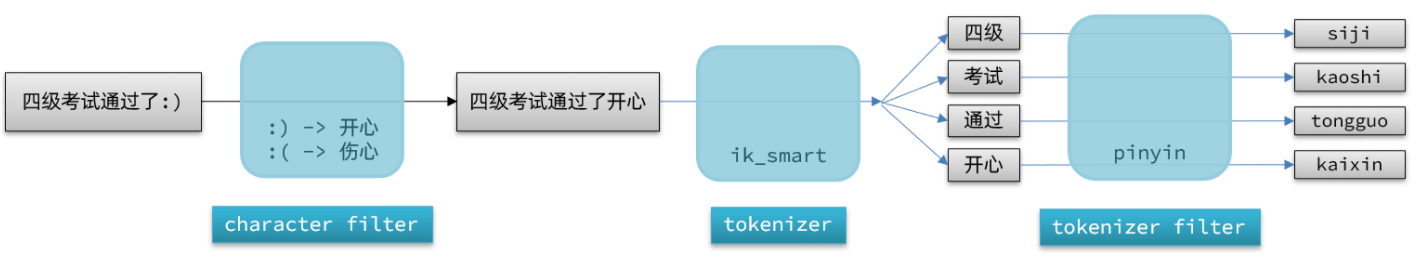 四级考试通过了:)
:) -> 开心
:( -> 伤心
character filter
四级考试通过了开心
ik_smart
tokenizer
四级
考试
通过
开心
pinyin
tokenizer filter
siji
kaoshi
tongguo
kaixin